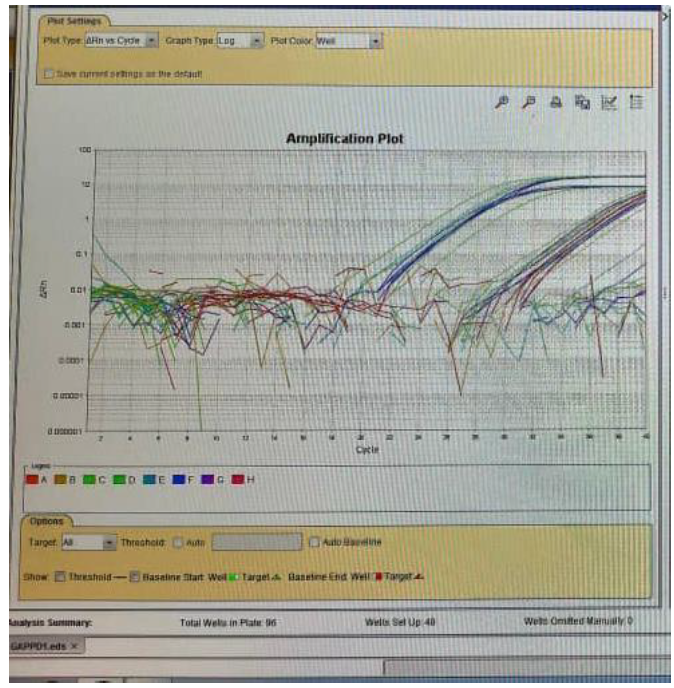 Plot Settings
Plot Type: ΔRn vs Cycle Graph Type: Log Plot Color: Well
Save current settings as the default
Amplification Plot
100
10
1
0.1
0.01
0.001
0.0001
0.00001
0.000001
ΔRn
2 4 6 8 10 12 14 16 18 20 22 24 26 28 30 32 34 36 38 40
Cycle
Legend
A B C D E F G H
Options
Target: All Threshold: Auto Auto Baseline
Show: Threshold Baseline Start: Well Target Baseline End: Well Target
Analysis Summary: Total Wells in Plate: 96 Wells Set Up: 48 Wells Omitted Manually: 0
GAPPD1.eds ×